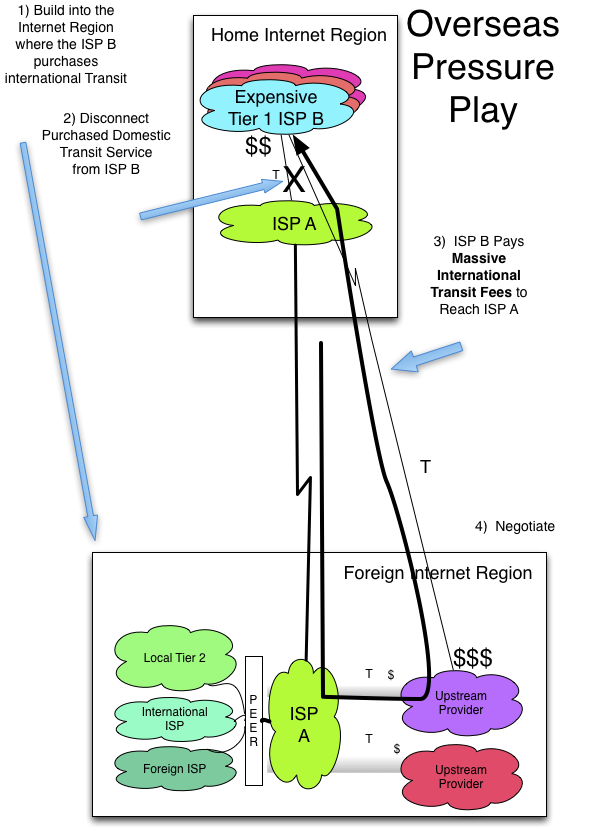 Overseas
Pressure
Play
1) Build into the
Internet Region
where the ISP B
purchases
international Transit
2) Disconnect
Purchased Domestic
Transit Service
from ISP B
Home Internet Region
Expensive
Tier 1 ISP B
$$
T
X
ISP A
3) ISP B Pays
Massive
International
Transit Fees to
Reach ISP A
T
4) Negotiate
Foreign Internet Region
$$$
Local Tier 2
International
ISP
Foreign ISP
P
E
E
R
ISP
A
T $
Upstream
Provider
T
$
Upstream
Provider